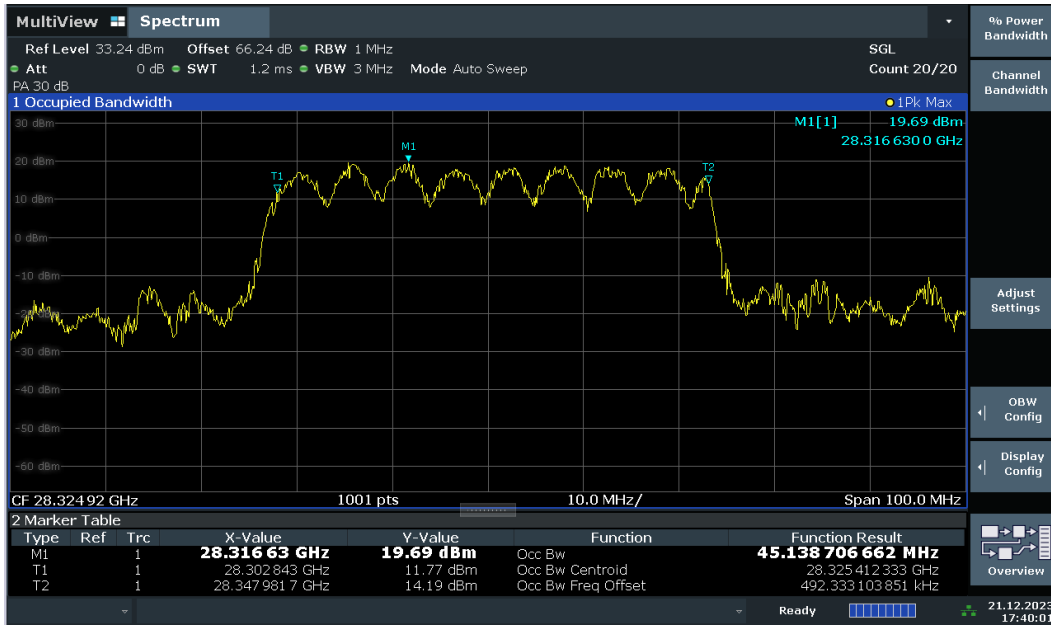 MultiView Spectrum
Ref Level 33.24 dBm Offset 66.24 dB RBW 1 MHz SGL
Att 0 dB SWT 1.2 ms VBW 3 MHz Mode Auto Sweep Count 20/20
PA 30 dB
1 Occupied Bandwidth 1Pk Max
30 dBm M1[1] 19.69 dBm
28.316 630 0 GHz
M1
20 dBm
T1 T2
10 dBm
0 dBm
-10 dBm
-20 dBm
-30 dBm
-40 dBm
-50 dBm
-60 dBm
CF 28.324 92 GHz 1001 pts 10.0 MHz/ Span 100.0 MHz
2 Marker Table
Type Ref Trc X-Value Y-Value Function Function Result
M1 1 28.316 63 GHz 19.69 dBm Occ Bw 45.138 706 662 MHz
T1 1 28.302 843 GHz 11.77 dBm Occ Bw Centroid 28.325 412 333 GHz
T2 1 28.347 981 7 GHz 14.19 dBm Occ Bw Freq Offset 492.333 103 851 kHz
Ready 21.12.2023
17:40:01
% Power
Bandwidth
Channel
Bandwidth
Adjust
Settings
OBW
Config
Display
Config
Overview